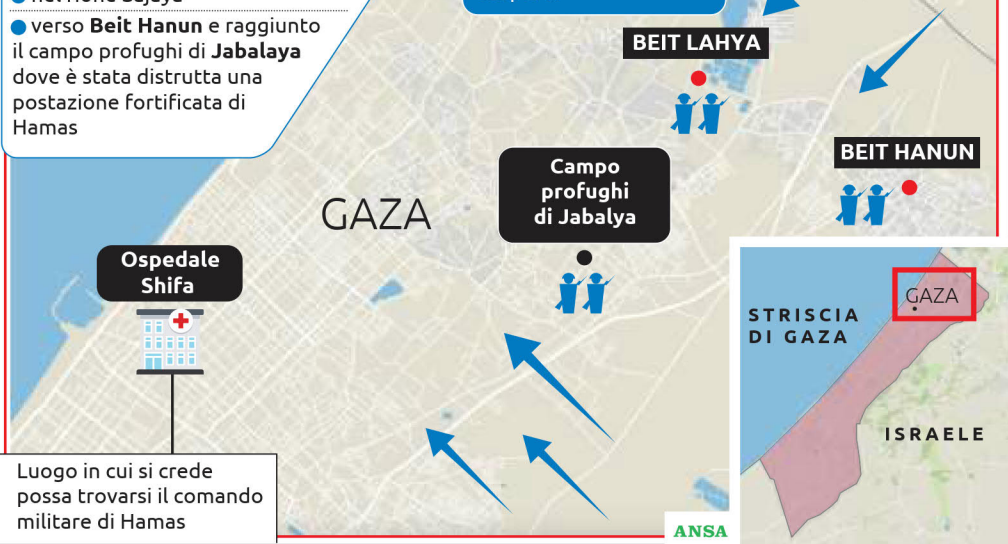 verso Beit Hanun e raggiunto
il campo profughi di Jabalaya
dove è stata distrutta una
postazione fortificata di
Hamas
BEIT LAHYA
BEIT HANUN
Campo
profughi
di Jabalya
GAZA
Ospedale
Shifa
Luogo in cui si crede
possa trovarsi il comando
militare di Hamas
GAZA
STRISCIA
DI GAZA
ISRAELE
ANSA